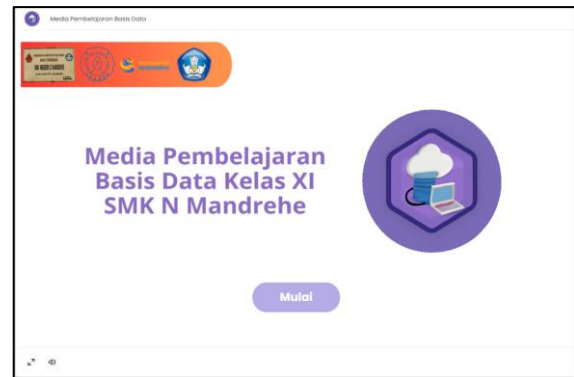 Media Pembelajaran Basis Data
Media Pembelajaran
Basis Data Kelas XI
SMK N Mandrehe
Mulai